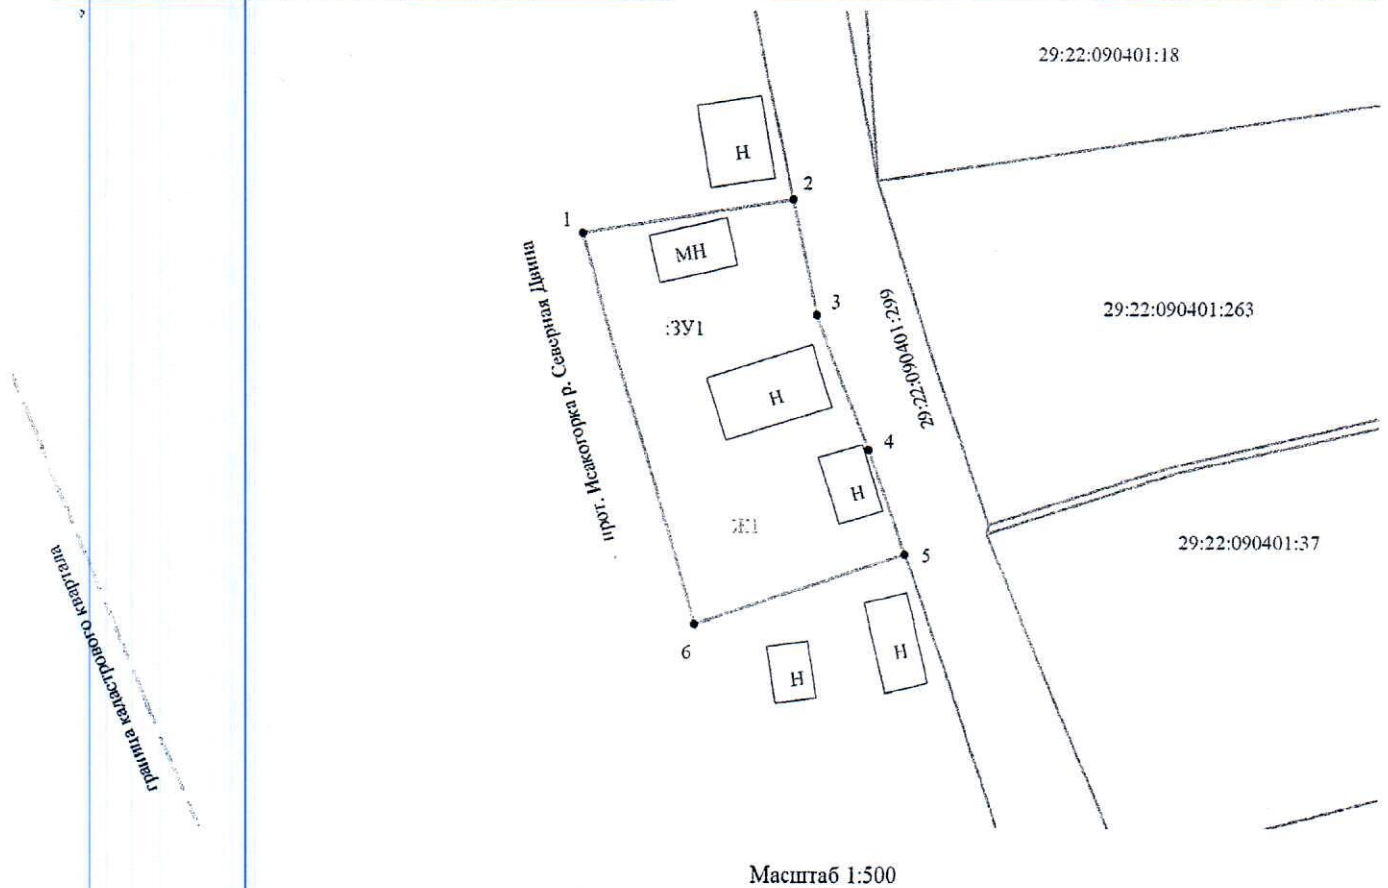 29:22:090401:18
Н
2
1
МН
прот. Исакогорка р. Северная Двина
3
29:22:090401:299
29:22:090401:263
:ЗУ1
Н
4
Н
Ж1
5
29:22:090401:37
6
Н
Н
граница кадастрового квартала
Масштаб 1:500